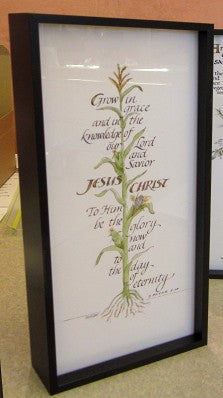 Grow in
grace
and in the
knowledge of
our Lord
and
Savior
JESUS CHRIST
To Him
be the glory
now
and
to the day
of
eternity